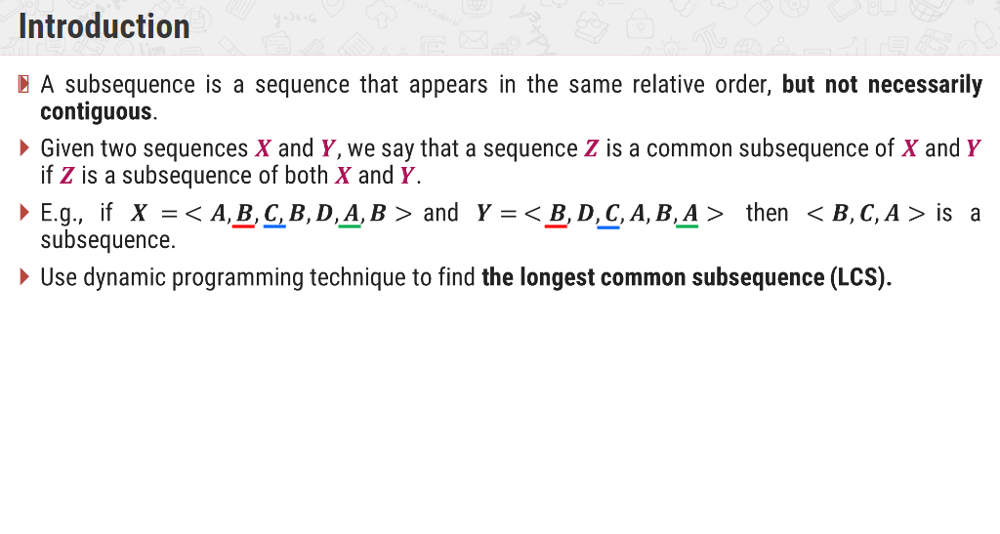 Introduction
A subsequence is a sequence that appears in the same relative order, but not necessarily
contiguous.
Given two sequences X and Y, we say that a sequence Z is a common subsequence of X and Y
if Z is a subsequence of both X and Y.
E.g., if X = < A, B, C, B, D, A, B > and Y = < B, D, C, A, B, A > then < B, C, A > is a
subsequence.
Use dynamic programming technique to find the longest common subsequence (LCS).